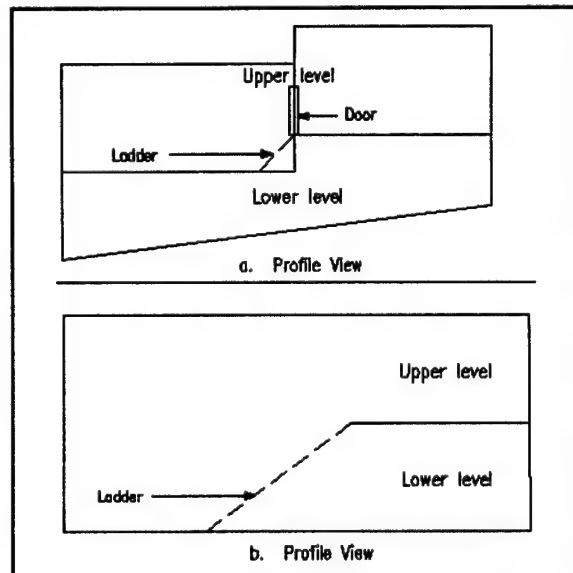 Upper level
Door
Ladder
Lower level
a. Profile View
Upper level
Ladder
Lower level
b. Profile View